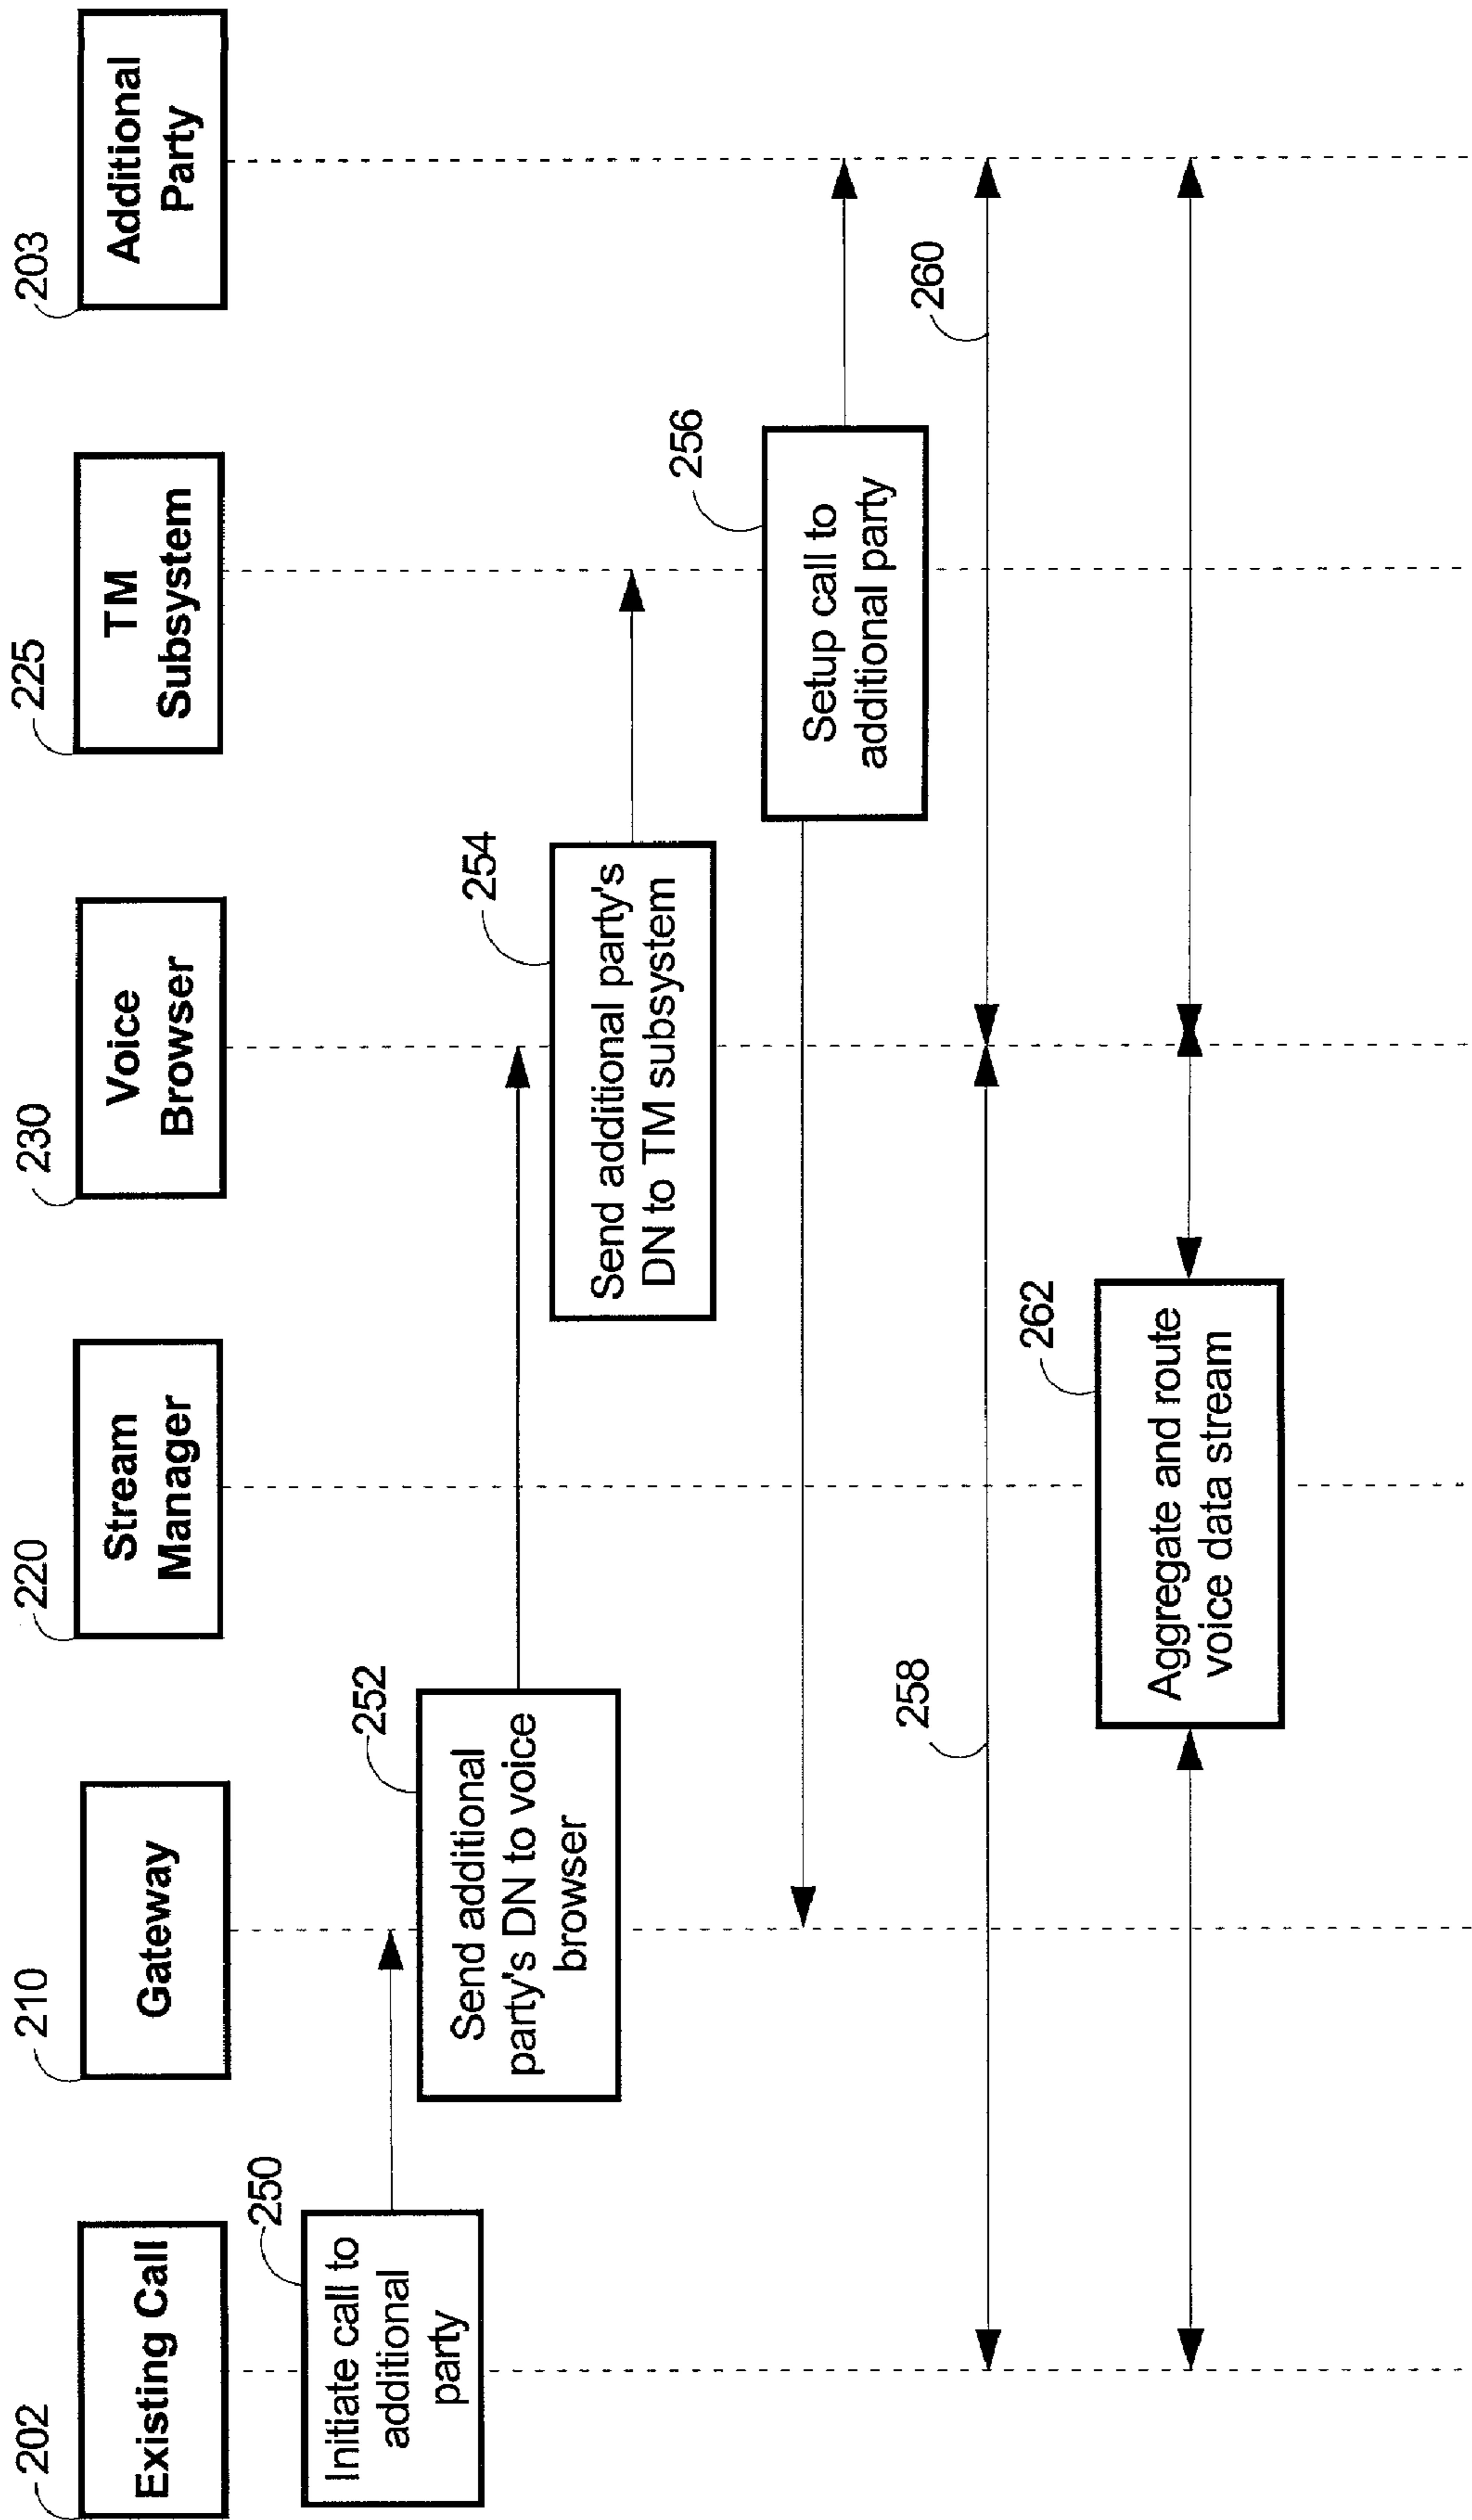 202
Existing Call
210
Gateway
220
Stream
Manager
230
Voice
Browser
225
TM
Subsystem
203
Additional
Party
250
Initiate call to
additional
party
252
Send additional
party's DN to voice
browser
254
Send additional party's
DN to TM subsystem
256
Setup call to
additional party
258
260
262
Aggregate and route
voice data stream